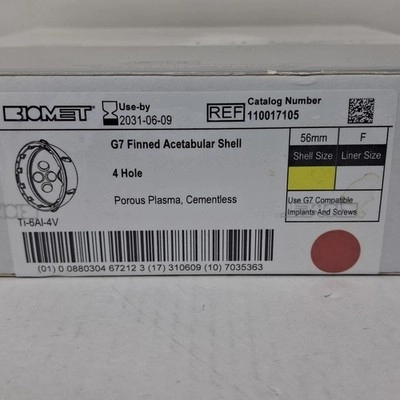 BIOMET®
Use-by
2031-06-09
REF
Catalog Number
110017105
G7 Finned Acetabular Shell
4 Hole
Porous Plasma, Cementless
56mm
F
Shell Size
Liner Size
Use G7 Compatible
Implants And Screws
Ti-6Al-4V
(01) 0 0880304 67212 3 (17) 310609 (10) 7035363